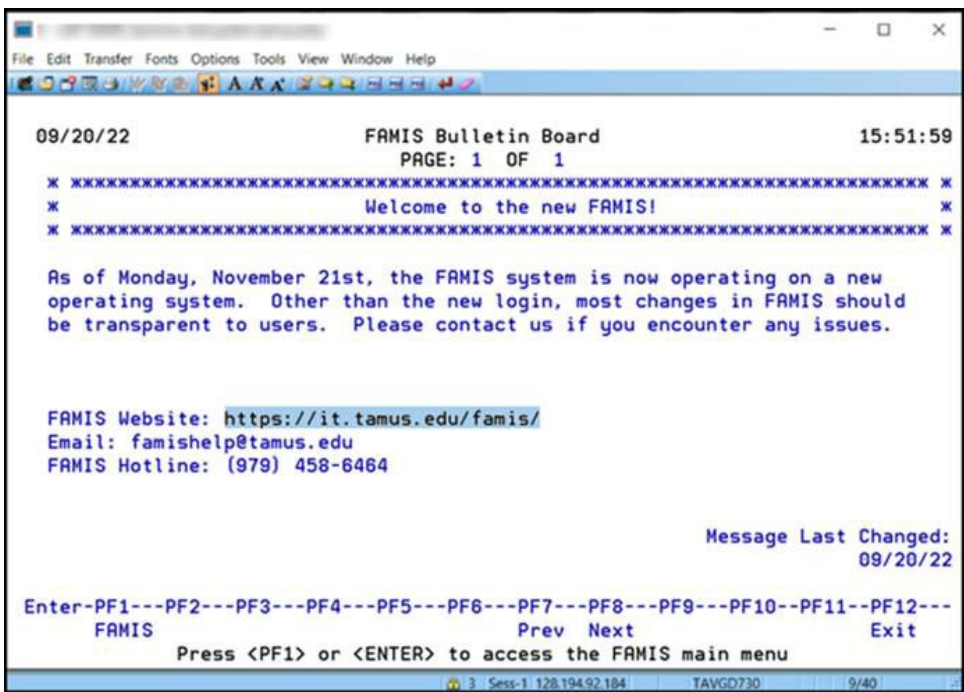 File Edit Transfer Fonts Options Tools View Window Help
09/20/22 FAMIS Bulletin Board 15:51:59
PAGE: 1 OF 1
* ************************************************************************* *
* Welcome to the new FAMIS! *
* ************************************************************************* *
As of Monday, November 21st, the FAMIS system is now operating on a new
operating system. Other than the new login, most changes in FAMIS should
be transparent to users. Please contact us if you encounter any issues.
FAMIS Website: https://it.tamus.edu/famis/
Email: famishelp@tamus.edu
FAMIS Hotline: (979) 458-6464
Message Last Changed:
09/20/22
Enter-PF1---PF2---PF3---PF4---PF5---PF6---PF7---PF8---PF9---PF10--PF11--PF12---
FAMIS Prev Next Exit
Press <PF1> or <ENTER> to access the FAMIS main menu
3 Sess-1 128.194.92.184 TAVGD730 9/40